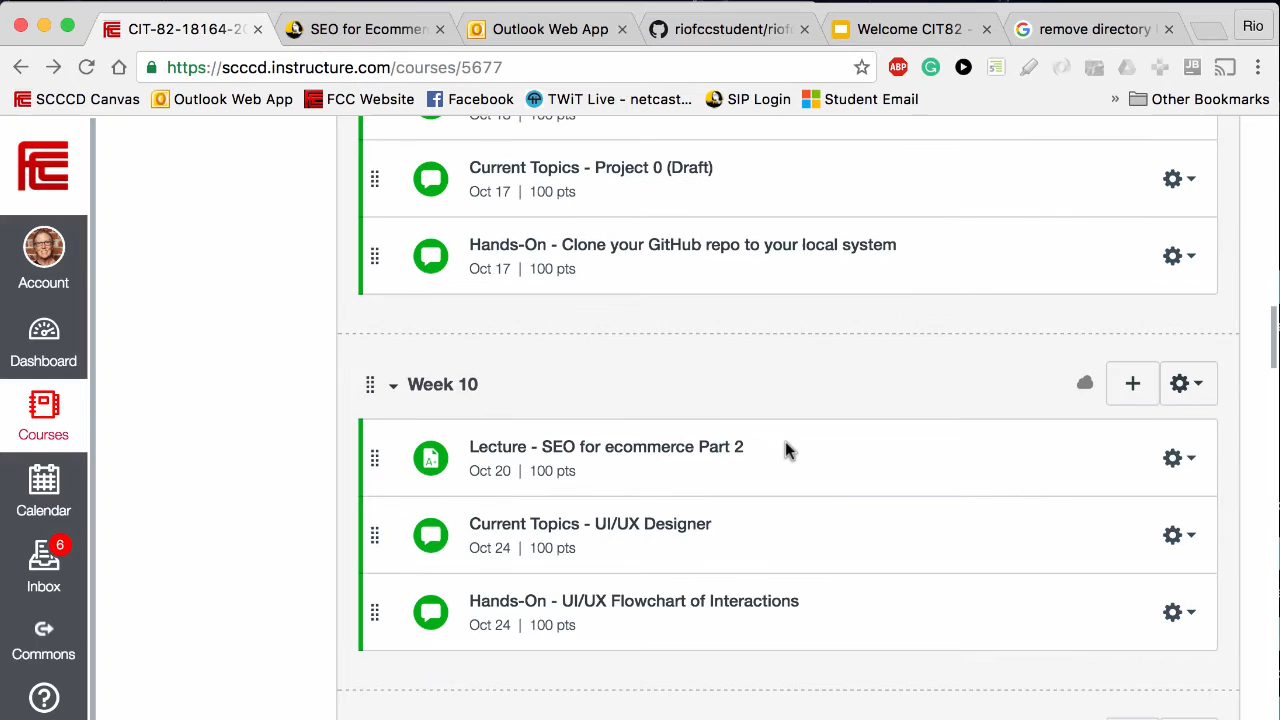 CIT-82-18164-20
SEO for Ecommer
Outlook Web App
riofccstudent/riof
Welcome CIT82 -
remove directory
Rio
https://scccd.instructure.com/courses/5677
ABP
JB
SCCCD Canvas
Outlook Web App
FCC Website
Facebook
TWiT Live - netcast...
SIP Login
Student Email
»
Other Bookmarks
Account
Dashboard
Courses
Calendar
6
Inbox
Commons
Current Topics - Project 0 (Draft)
Oct 17 | 100 pts
Hands-On - Clone your GitHub repo to your local system
Oct 17 | 100 pts
Week 10
Lecture - SEO for ecommerce Part 2
Oct 20 | 100 pts
Current Topics - UI/UX Designer
Oct 24 | 100 pts
Hands-On - UI/UX Flowchart of Interactions
Oct 24 | 100 pts